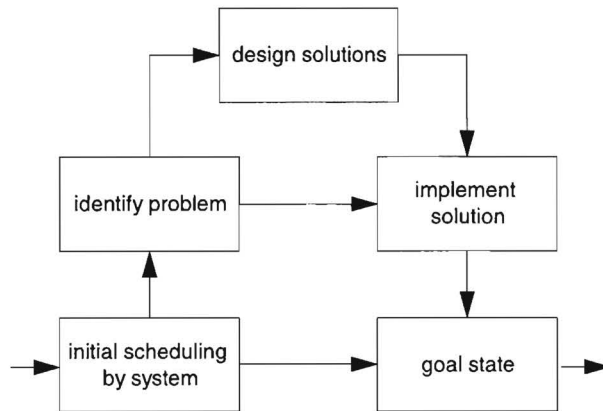 design solutions
identify problem
implement
solution
initial scheduling
by system
goal state